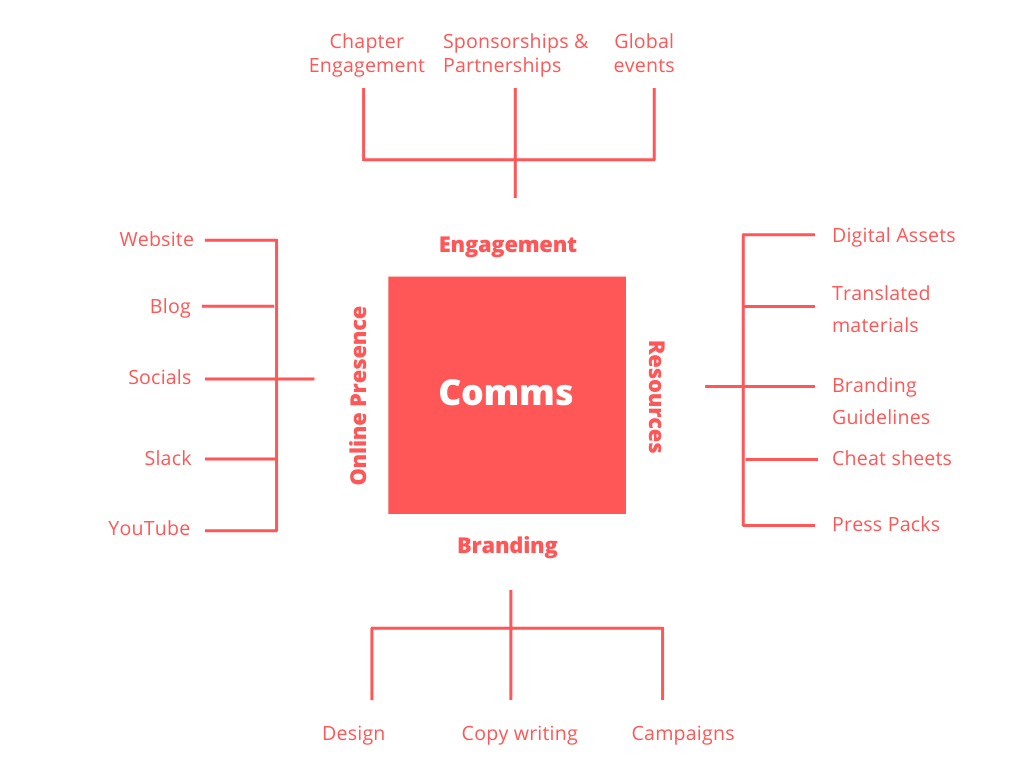 Chapter
Engagement
Sponsorships &
Partnerships
Global
events
Engagement
Website
Blog
Socials
Slack
YouTube
Online Presence
Comms
Resources
Digital Assets
Translated
materials
Branding
Guidelines
Cheat sheets
Press Packs
Branding
Design
Copy writing
Campaigns